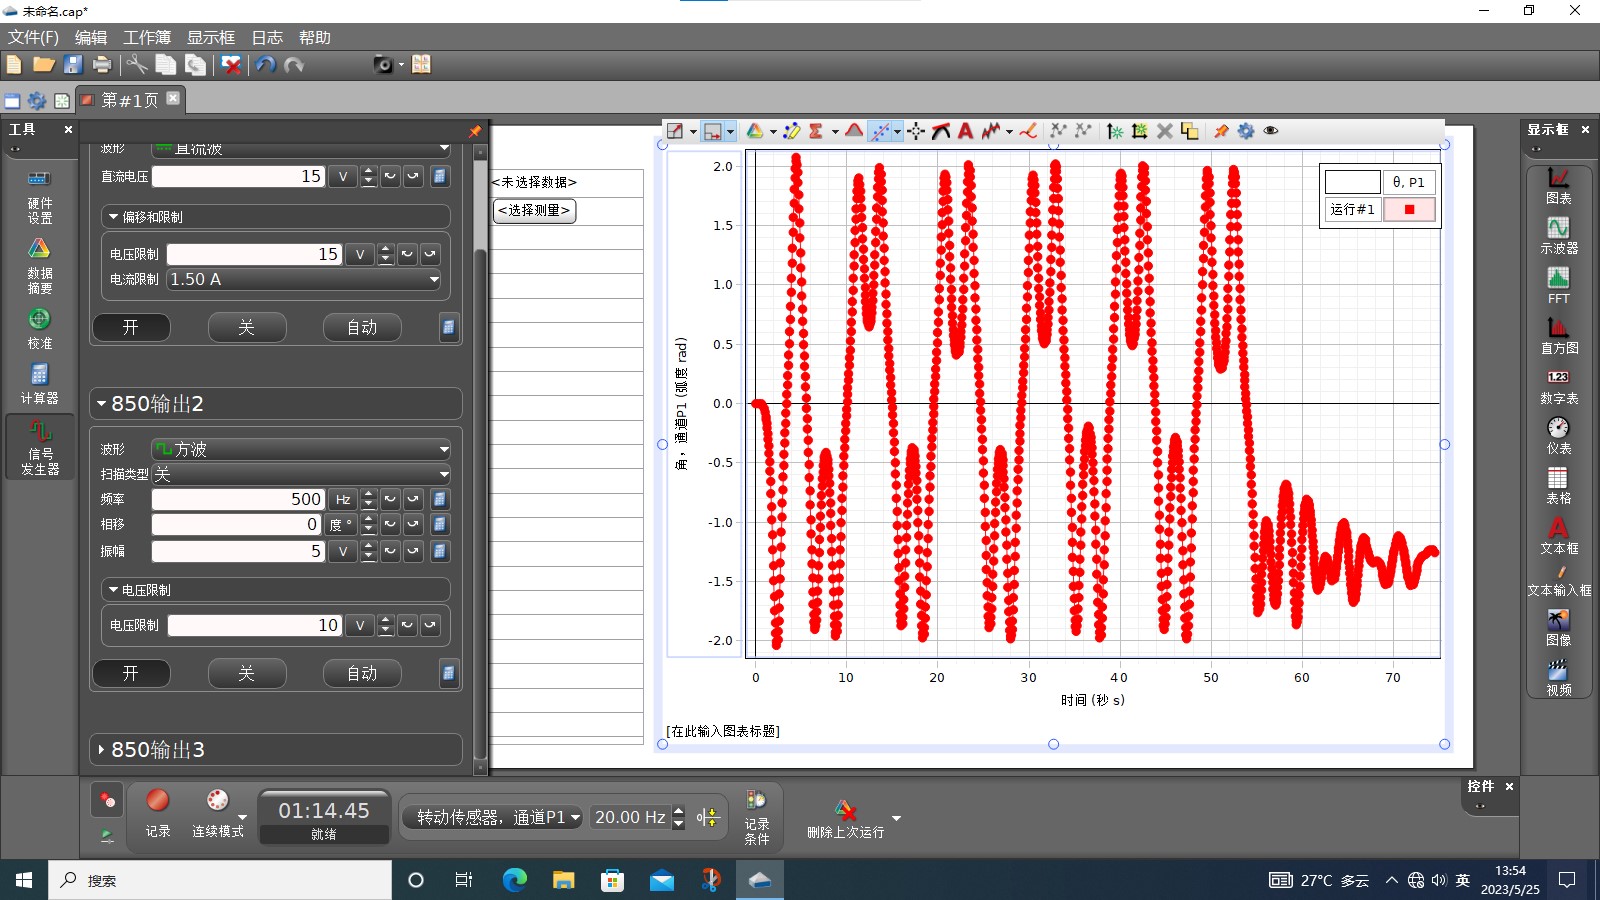 未命名.cap*
文件(F) 编辑 工作簿 显示框 日志 帮助
第#1页
工具
硬件
设置
数据
摘要
校准
计算器
信号
发生器
波形 直流波
直流电压 15 V
偏移和限制
电压限制 15 V
电流限制 1.50 A
开 关 自动
850输出2
波形 方波
扫描类型 关
频率 500 Hz
相移 0 度 °
振幅 5 V
电压限制
电压限制 10 V
开 关 自动
850输出3
<未选择数据>
<选择测量>
θ, P1
运行#1
角，通道P1 (弧度 rad)
2.0
1.5
1.0
0.5
0.0
-0.5
-1.0
-1.5
-2.0
0 10 20 30 40 50 60 70
时间 (秒 s)
[在此输入图表标题]
显示框
图表
示波器
FFT
直方图
1.23
数字表
仪表
表格
文本框
文本输入框
图像
视频
控件
记录
连续模式
01:14.45
就绪
转动传感器，通道P1
20.00 Hz
记录
条件
删除上次运行
搜索
27°C 多云
英
13:54
2023/5/25